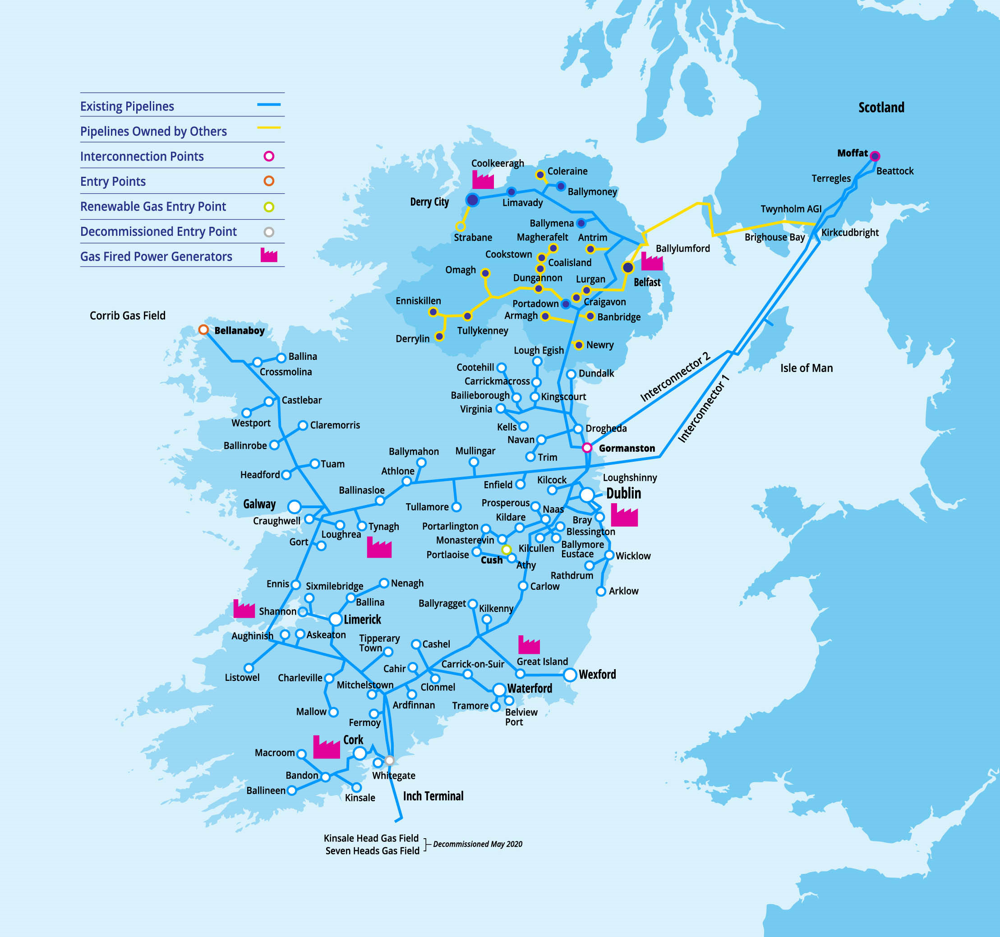 Existing Pipelines
Pipelines Owned by Others
Interconnection Points
Entry Points
Renewable Gas Entry Point
Decommissioned Entry Point
Gas Fired Power Generators
Scotland
Moffat
Beattock
Terregles
Twynholm AGI
Brighouse Bay
Kirkcudbright
Coolkeeragh
Coleraine
Ballymoney
Derry City
Limavady
Ballymena
Strabane
Magherafelt
Antrim
Cookstown
Ballylumford
Coalisland
Omagh
Dungannon
Lurgan
Belfast
Enniskillen
Portadown
Craigavon
Armagh
Banbridge
Tullykenney
Derrylin
Newry
Corrib Gas Field
Bellanaboy
Lough Egish
Ballina
Crossmolina
Cootehill
Dundalk
Isle of Man
Carrickmacross
Interconnector 2
Interconnector 1
Bailieborough
Kingscourt
Castlebar
Virginia
Westport
Claremorris
Kells
Drogheda
Ballinrobe
Navan
Gormanston
Ballymahon
Mullingar
Trim
Tuam
Headford
Athlone
Loughshinny
Kilcock
Enfield
Ballinasloe
Dublin
Galway
Tullamore
Prosperous
Naas
Craughwell
Kildare
Bray
Portarlington
Tynagh
Blessington
Loughrea
Gort
Monasterevin
Kilcullen
Ballymore
Eustace
Portlaoise
Cush
Athy
Wicklow
Rathdrum
Ennis
Sixmilebridge
Nenagh
Carlow
Arklow
Ballina
Ballyragget
Kilkenny
Shannon
Limerick
Aughinish
Askeaton
Tipperary
Town
Cashel
Great Island
Carrick-on-Suir
Cahir
Wexford
Listowel
Charleville
Mitchelstown
Clonmel
Waterford
Ardfinnan
Tramore
Mallow
Belview
Port
Fermoy
Cork
Macroom
Whitegate
Bandon
Ballineen
Kinsale
Inch Terminal
Kinsale Head Gas Field
Seven Heads Gas Field
Decommissioned May 2020